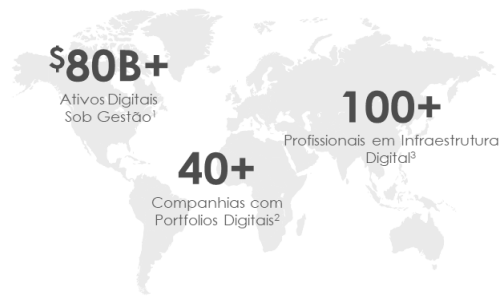 $80B+
Ativos Digitais
Sob Gestão¹
100+
Profissionais em Infraestrutura
Digital³
40+
Companhias com
Portfolios Digitais²